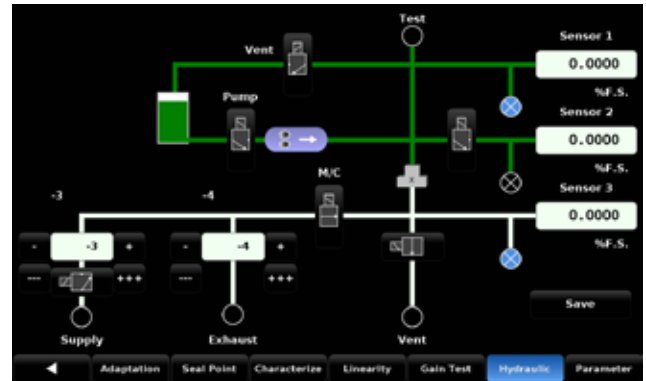 Test
Sensor 1
Vent
0.0000
%F.S.
Pump
Sensor 2
0.0000
%F.S.
M/C
Sensor 3
-3
-4
0.0000
%F.S.
- -3 +
- -4 +
--- +++
--- +++
Save
Supply
Exhaust
Vent
Adaptation
Seal Point
Characterize
Linearity
Gain Test
Hydraulic
Parameter